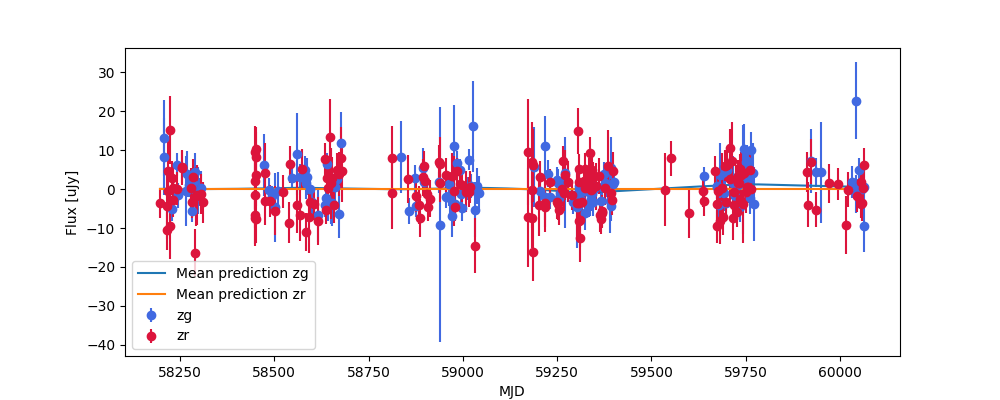 30
20
10
0
−10
−20
−30
−40
Flux [uJy]
Mean prediction zg
Mean prediction zr
zg
zr
58250 58500 58750 59000 59250 59500 59750 60000
MJD